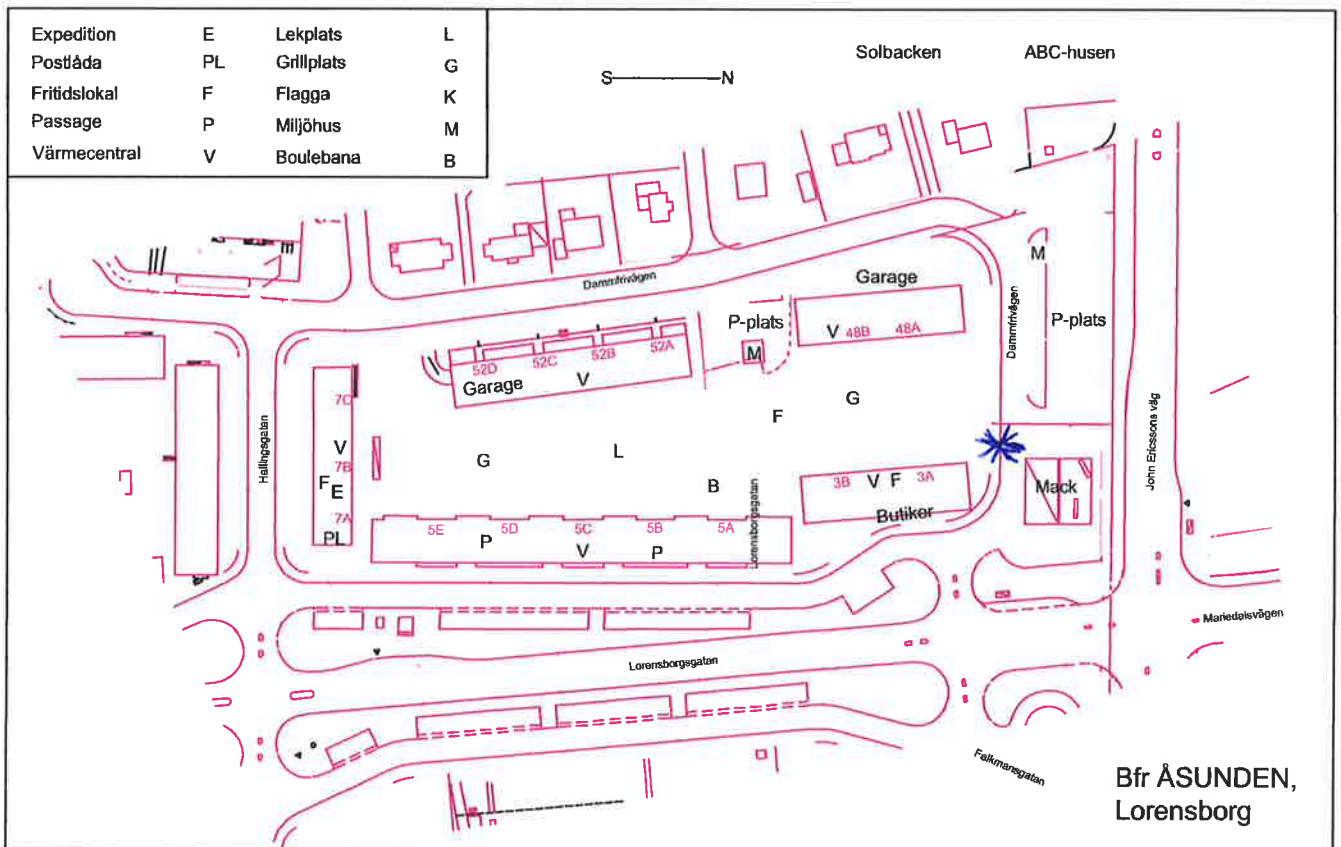 Expedition E Lekplats L
Postlåda PL Grillplats G
Fritidslokal F Flagga K
Passage P Miljöhus M
Värmecentral V Boulebana B
S N
Solbacken ABC-husen
Dammfrivägen
Garage
M
P-plats
V 48B 48A
Dammfrivägen
P-plats
M
52D 52C 52B 52A
Garage V
Hallingsgatan
7C
V
7B
F E
7A
PL
G
L
F
G
B
Lorensborgsgatan
3B V F 3A
Butiker
Mack
John Ericssons väg
5E 5D 5C 5B 5A
P V P
Mariedalsvägen
Lorensborgsgatan
Falkmansgatan
Bfr ÅSUNDEN,
Lorensborg